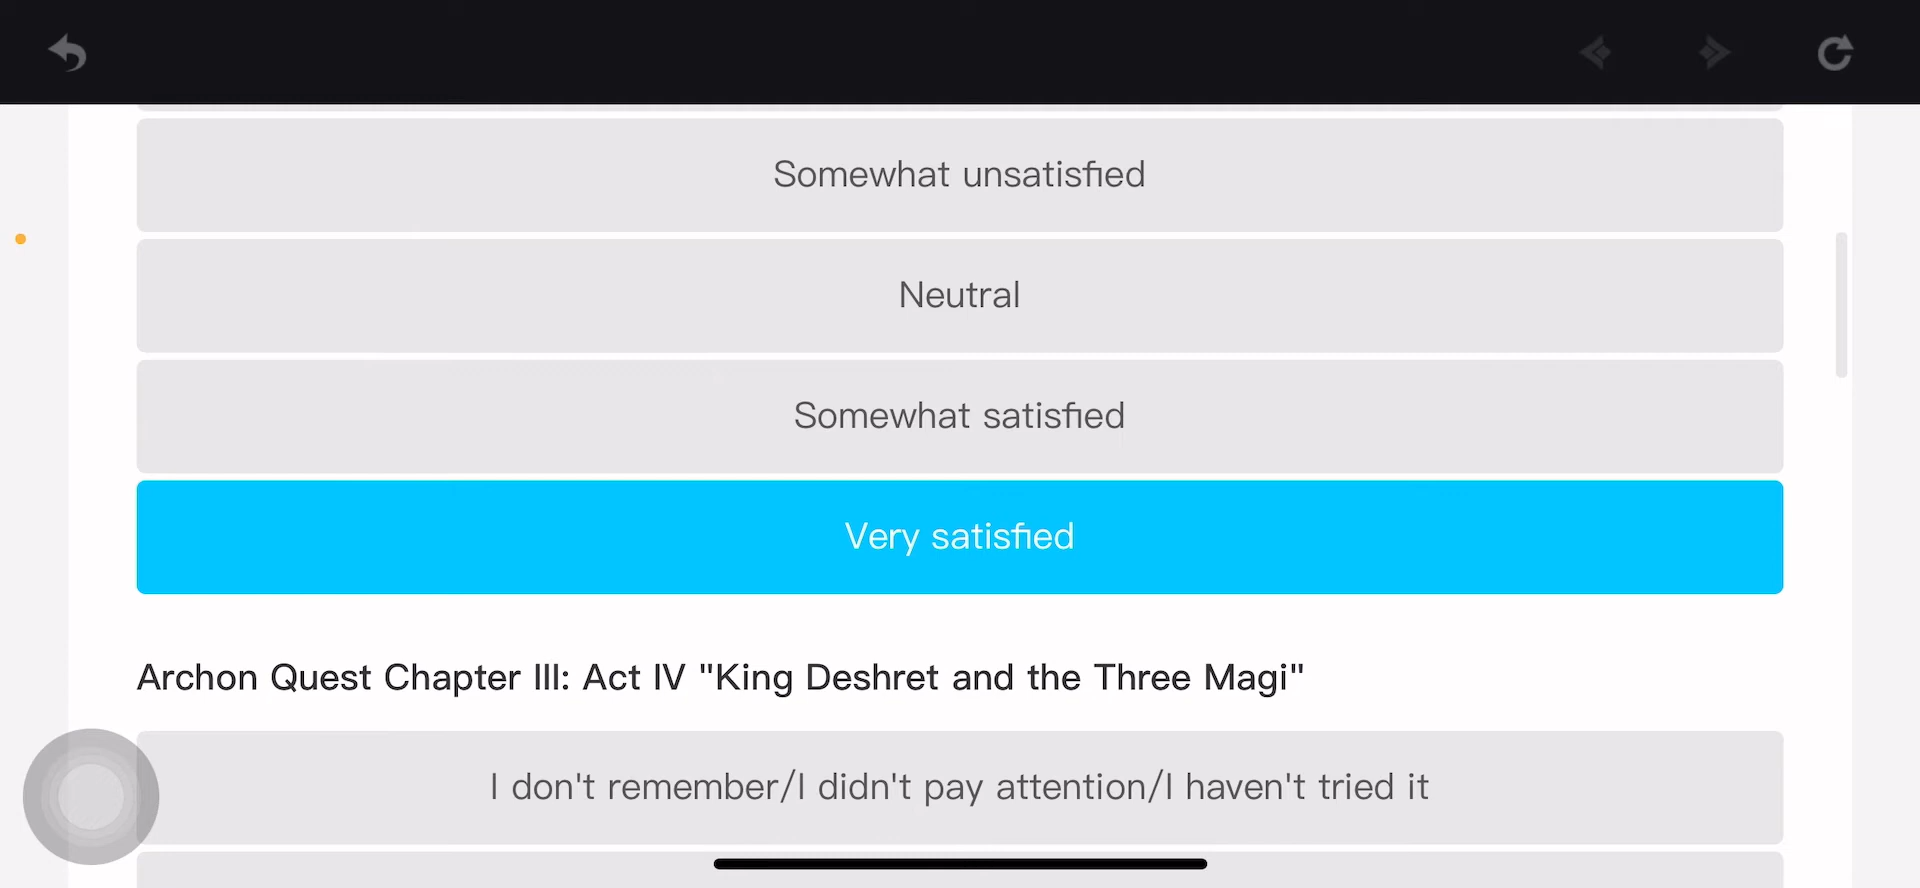 Somewhat unsatisfied
Neutral
Somewhat satisfied
Very satisfied
Archon Quest Chapter III: Act IV "King Deshret and the Three Magi"
I don't remember/I didn't pay attention/I haven't tried it